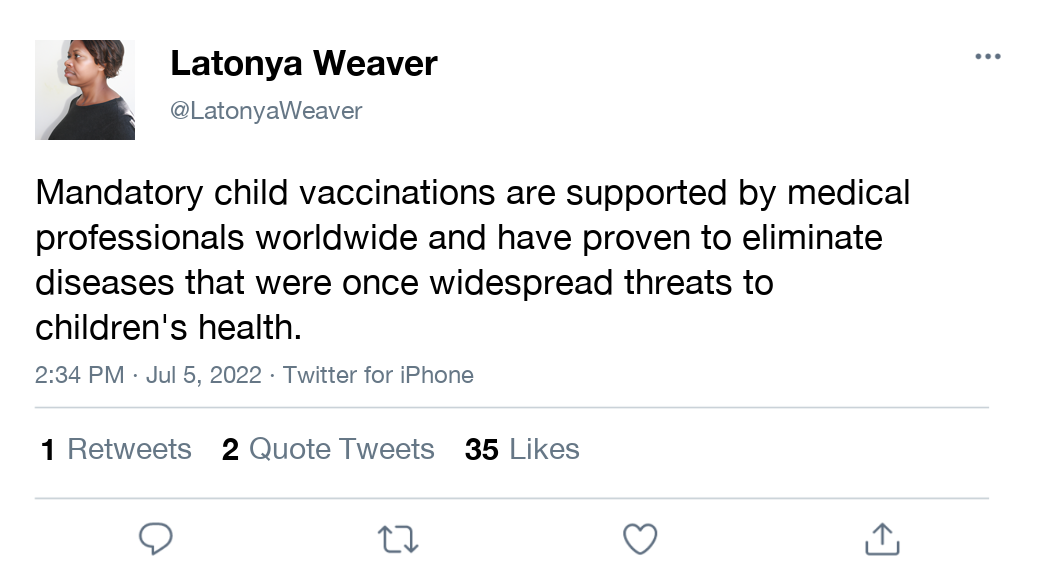 Latonya Weaver
@LatonyaWeaver
Mandatory child vaccinations are supported by medical
professionals worldwide and have proven to eliminate
diseases that were once widespread threats to
children's health.
2:34 PM · Jul 5, 2022 · Twitter for iPhone
1 Retweets 2 Quote Tweets 35 Likes